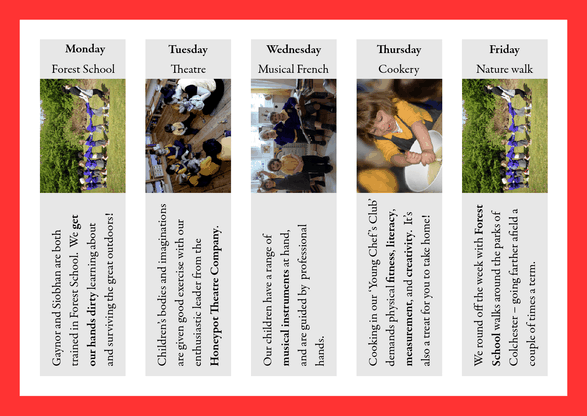 Monday
Forest School
Gaynor and Siobhan are both
trained in Forest School. We get
our hands dirty learning about
and surviving the great outdoors!
Tuesday
Theatre
Children's bodies and imaginations
are given good exercise with our
enthusiastic leader from the
Honeypot Theatre Company.
Wednesday
Musical French
Our children have a range of
musical instruments at hand,
and are guided by professional
hands.
Thursday
Cookery
Cooking in our 'Young Chef's Club'
demands physical fitness, literacy,
measurement, and creativity. It's
also a treat for you to take home!
Friday
Nature walk
We round off the week with Forest
School walks around the parks of
Colchester – going farther afield a
couple of times a term.